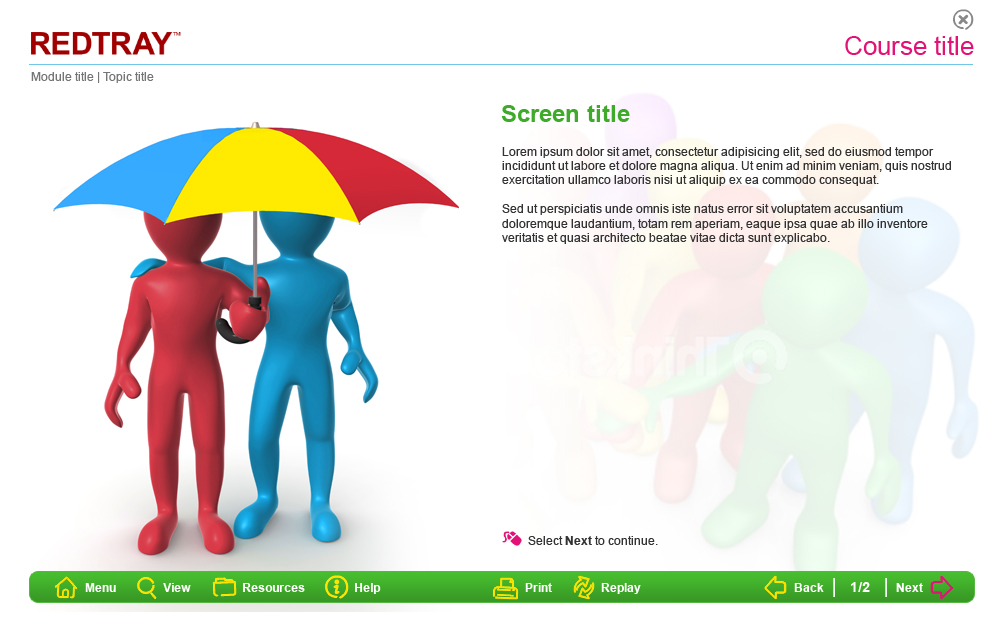 REDTRAY™
Course title
Module title | Topic title
Screen title
Lorem ipsum dolor sit amet, consectetur adipisicing elit, sed do eiusmod tempor
incididunt ut labore et dolore magna aliqua. Ut enim ad minim veniam, quis nostrud
exercitation ullamco laboris nisi ut aliquip ex ea commodo consequat.
Sed ut perspiciatis unde omnis iste natus error sit voluptatem accusantium
doloremque laudantium, totam rem aperiam, eaque ipsa quae ab illo inventore
veritatis et quasi architecto beatae vitae dicta sunt explicabo.
Select Next to continue.
Menu View Resources Help Print Replay Back | 1/2 | Next